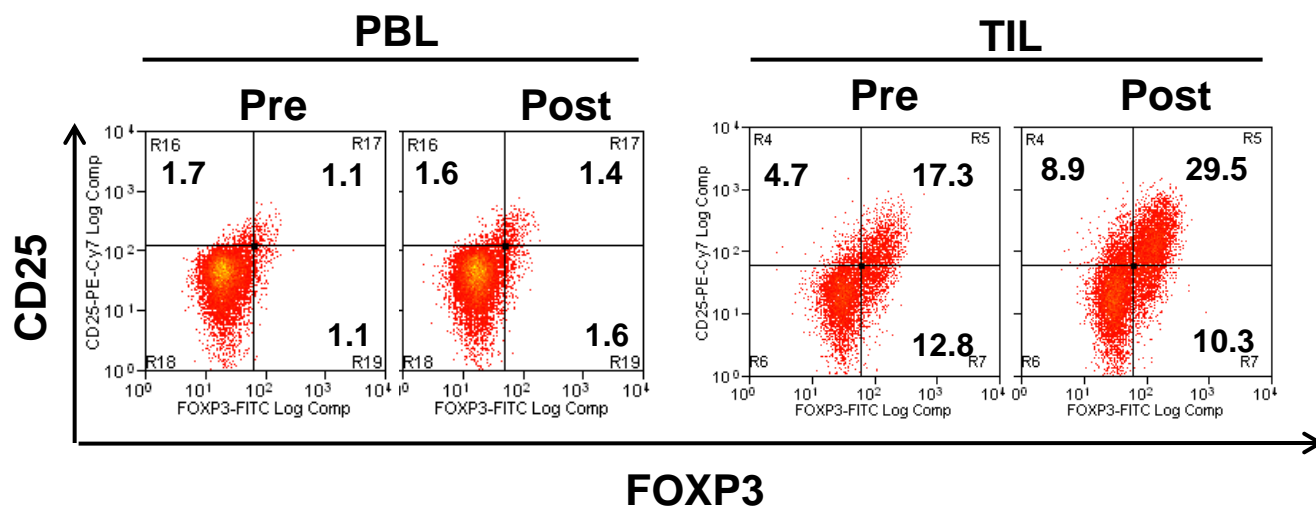 PBL
TIL
Pre
Post
Pre
Post
CD25
CD25-PE-Cy7 Log Comp
10⁴
10³
10²
10¹
10⁰
R16
R17
1.7
1.1
1.1
R18
R19
10⁰ 10¹ 10² 10³ 10⁴
FOXP3-FITC Log Comp
R16
R17
1.6
1.4
1.6
R18
R19
10⁰ 10¹ 10² 10³ 10⁴
FOXP3-FITC Log Comp
CD25-PE-Cy7 Log Comp
10⁴
10³
10²
10¹
10⁰
R4
R5
4.7
17.3
12.8
R6
R7
10⁰ 10¹ 10² 10³ 10⁴
FOXP3-FITC Log Comp
R4
R5
8.9
29.5
10.3
R6
R7
10⁰ 10¹ 10² 10³ 10⁴
FOXP3-FITC Log Comp
FOXP3